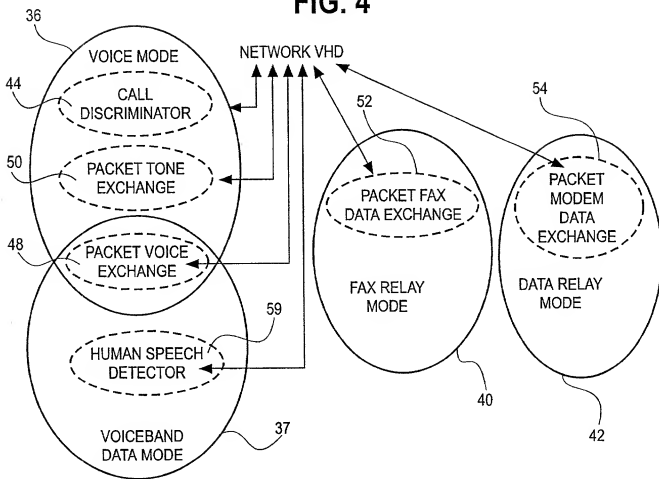 FIG. 4
36
VOICE MODE
NETWORK VHD
44
CALL
DISCRIMINATOR
52
54
50
PACKET TONE
EXCHANGE
PACKET FAX
DATA EXCHANGE
PACKET
MODEM
DATA
EXCHANGE
48
PACKET VOICE
EXCHANGE
FAX RELAY
MODE
DATA RELAY
MODE
59
HUMAN SPEECH
DETECTOR
40
42
37
VOICEBAND
DATA MODE